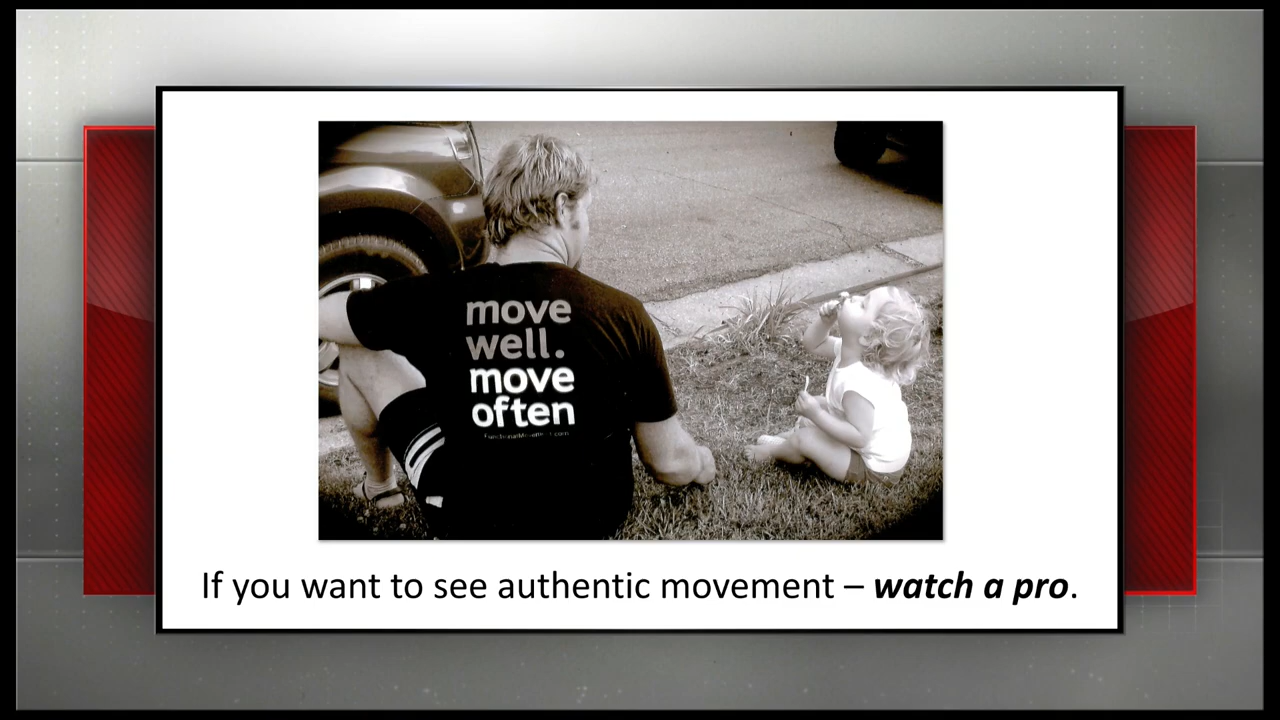 move
well.
move
often
If you want to see authentic movement – watch a pro.